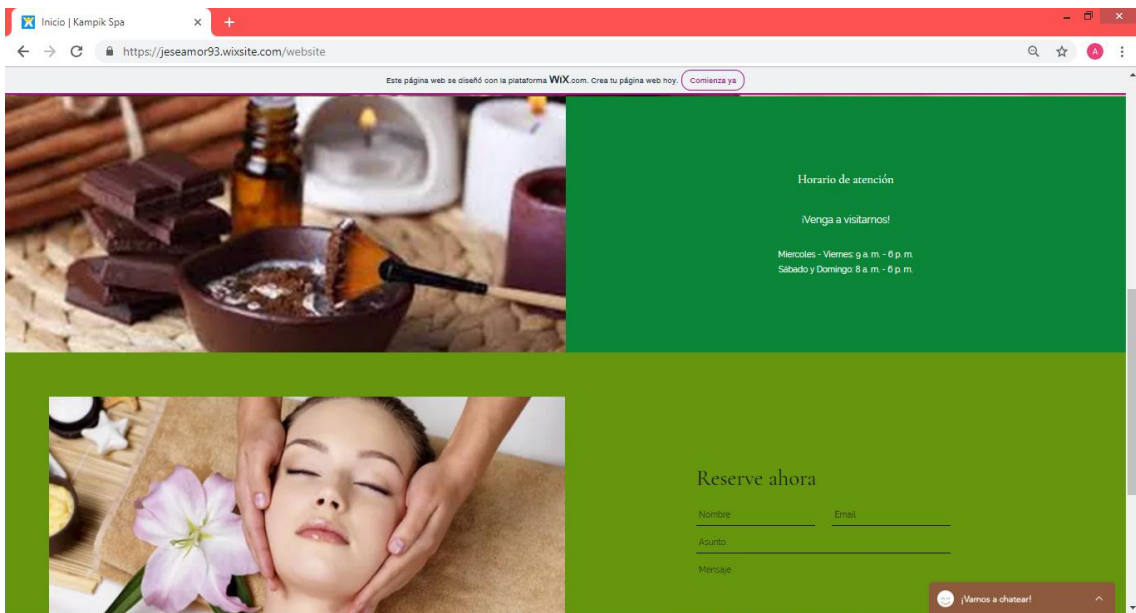 Inicio | Kampik Spa
https://jeseamor93.wixsite.com/website
A
Este página web se diseñó con la plataforma WiX.com. Crea tu página web hoy. Comienza ya
Horario de atención
¡Venga a visitarnos!
Miercoles - Viernes: 9 a. m. - 6 p. m.
Sábado y Domingo: 8 a. m. - 6 p. m.
Reserve ahora
Nombre Email
Asunto
Mensaje
¡Vamos a chatear!